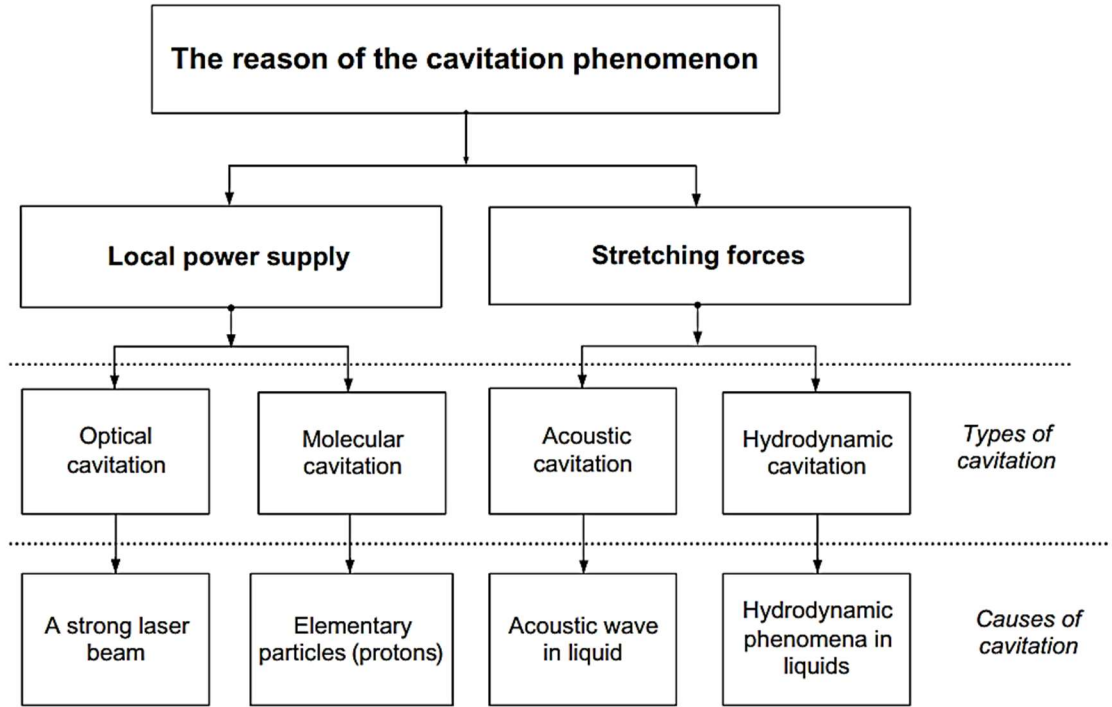 The reason of the cavitation phenomenon
Local power supply
Stretching forces
Optical
cavitation
Molecular
cavitation
Acoustic
cavitation
Hydrodynamic
cavitation
Types of
cavitation
A strong laser
beam
Elementary
particles (protons)
Acoustic wave
in liquid
Hydrodynamic
phenomena in
liquids
Causes of
cavitation